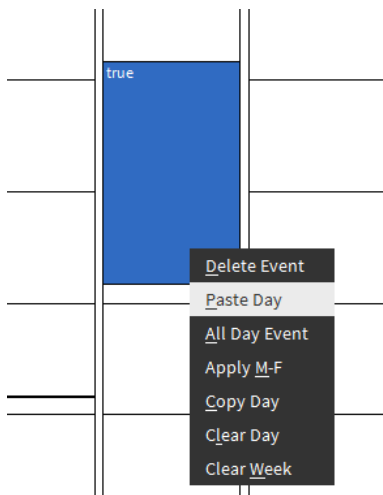 true
Delete Event
Paste Day
All Day Event
Apply M-F
Copy Day
Clear Day
Clear Week